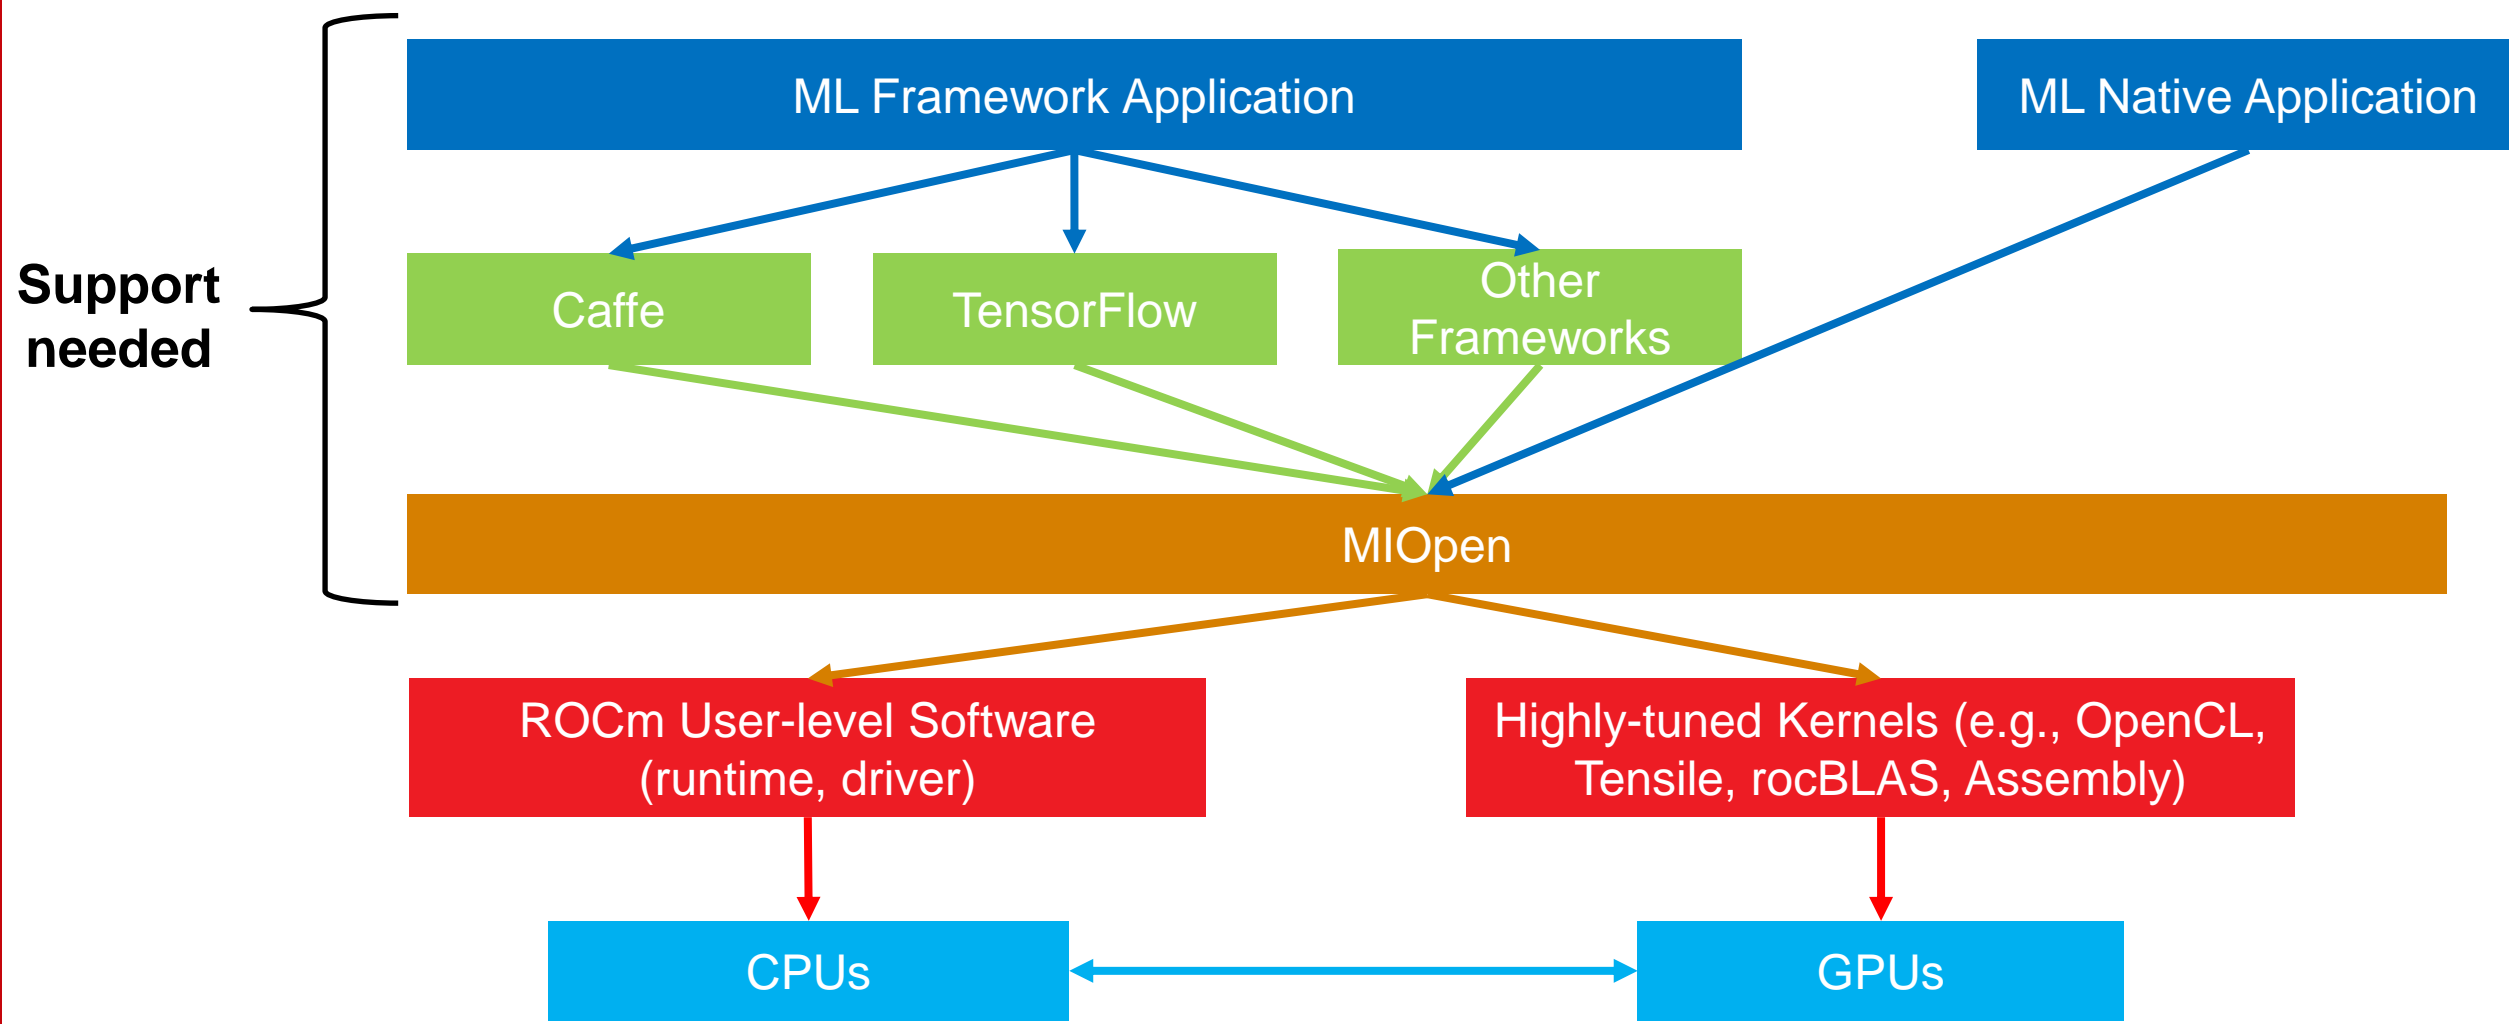 ML Framework Application
ML Native Application
Support
needed
Caffe
TensorFlow
Other
Frameworks
MIOpen
ROCm User-level Software
(runtime, driver)
Highly-tuned Kernels (e.g., OpenCL,
Tensile, rocBLAS, Assembly)
CPUs
GPUs